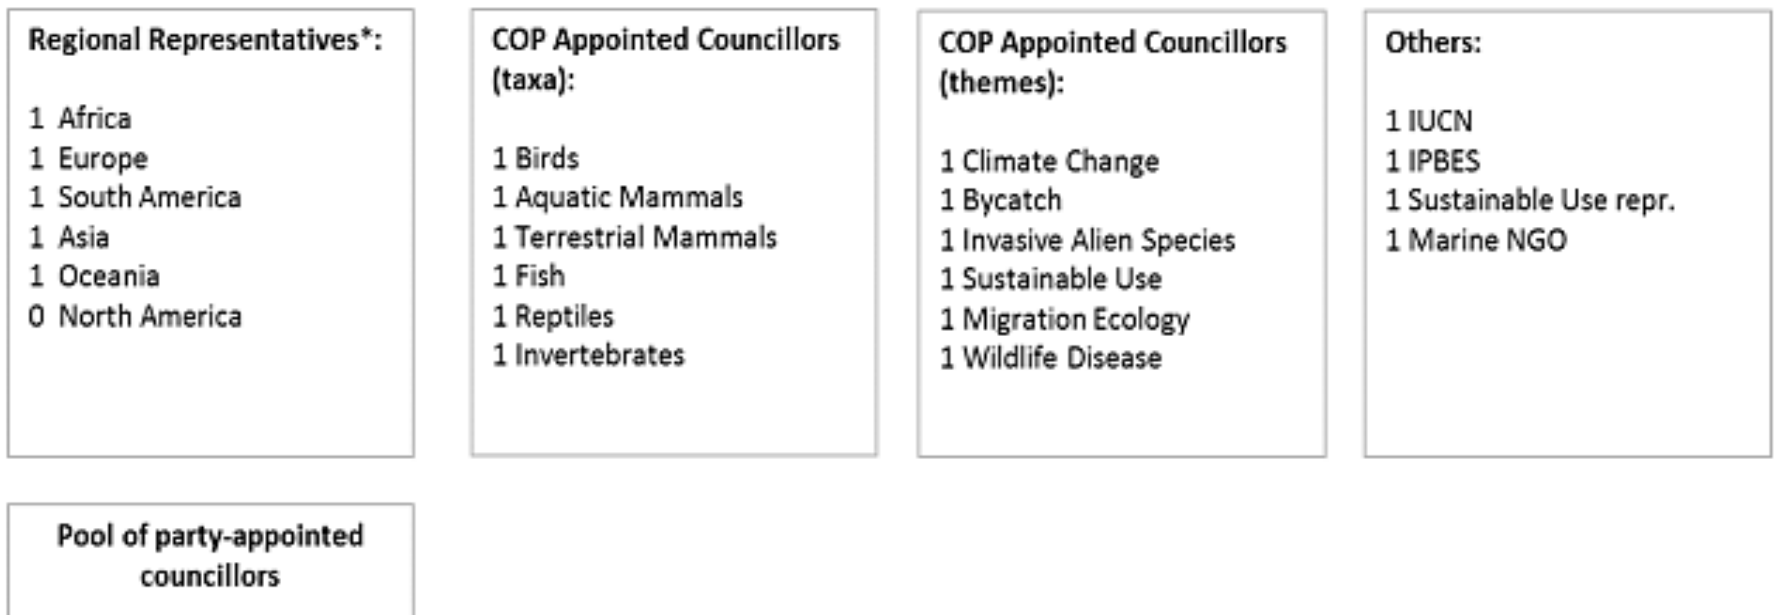 Regional Representatives*:
1 Africa
1 Europe
1 South America
1 Asia
1 Oceania
0 North America
COP Appointed Councillors
(taxa):
1 Birds
1 Aquatic Mammals
1 Terrestrial Mammals
1 Fish
1 Reptiles
1 Invertebrates
COP Appointed Councillors
(themes):
1 Climate Change
1 Bycatch
1 Invasive Alien Species
1 Sustainable Use
1 Migration Ecology
1 Wildlife Disease
Others:
1 IUCN
1 IPBES
1 Sustainable Use repr.
1 Marine NGO
Pool of party-appointed
councillors